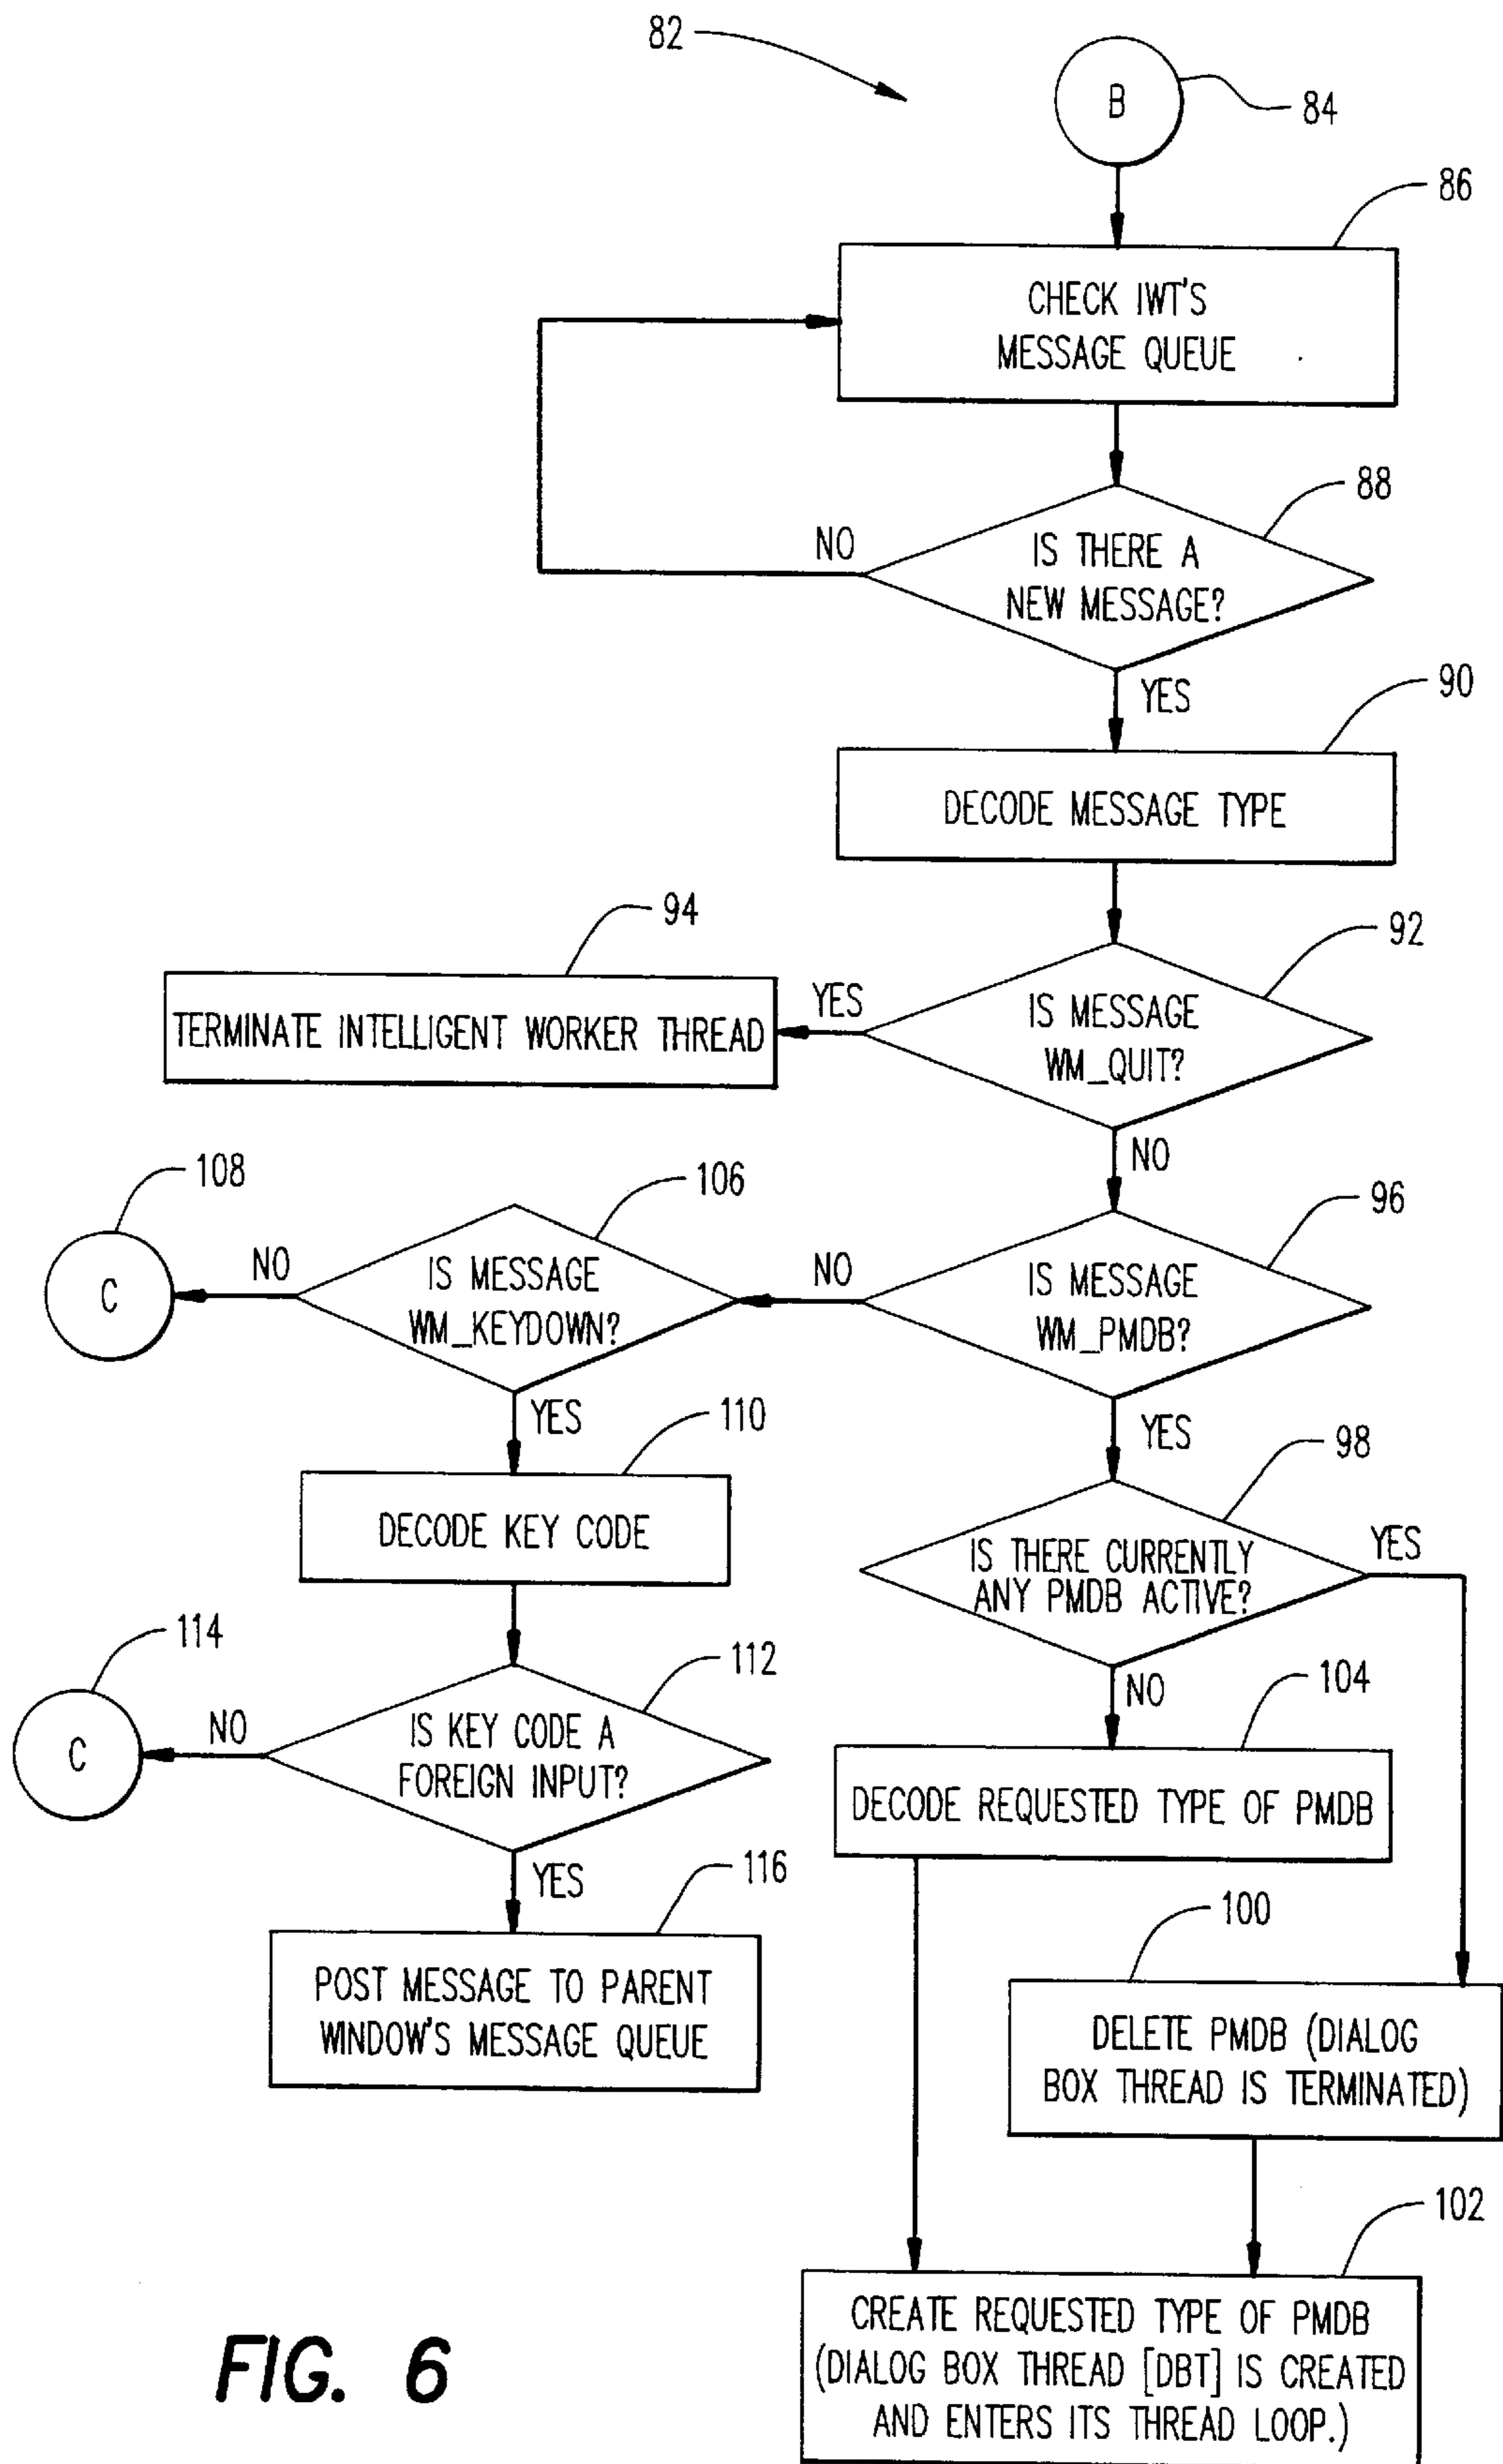 82
B
84
86
CHECK IWT'S
MESSAGE QUEUE
88
NO
IS THERE A
NEW MESSAGE?
YES
90
DECODE MESSAGE TYPE
94
92
TERMINATE INTELLIGENT WORKER THREAD
YES
IS MESSAGE
WM_QUIT?
NO
108
106
96
C
NO
IS MESSAGE
WM_KEYDOWN?
NO
IS MESSAGE
WM_PMDB?
YES
110
YES
98
DECODE KEY CODE
IS THERE CURRENTLY
ANY PMDB ACTIVE?
YES
114
112
NO
104
C
NO
IS KEY CODE A
FOREIGN INPUT?
DECODE REQUESTED TYPE OF PMDB
YES
116
100
POST MESSAGE TO PARENT
WINDOW'S MESSAGE QUEUE
DELETE PMDB (DIALOG
BOX THREAD IS TERMINATED)
102
CREATE REQUESTED TYPE OF PMDB
(DIALOG BOX THREAD [DBT] IS CREATED
AND ENTERS ITS THREAD LOOP.)
FIG. 6